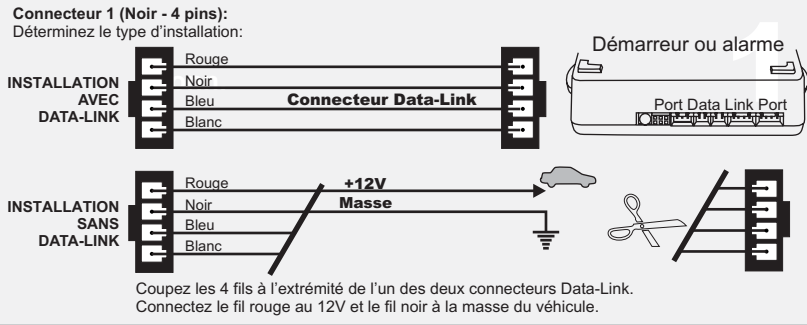 Connecteur 1 (Noir - 4 pins):
Déterminez le type d'installation:
INSTALLATION
AVEC
DATA-LINK
Rouge
Noir
Bleu
Blanc
Connecteur Data-Link
Démarreur ou alarme
1
Port Data Link Port
INSTALLATION
SANS
DATA-LINK
Rouge
Noir
Bleu
Blanc
+12V
Masse
Coupez les 4 fils à l'extrémité de l'un des deux connecteurs Data-Link.
Connectez le fil rouge au 12V et le fil noir à la masse du véhicule.